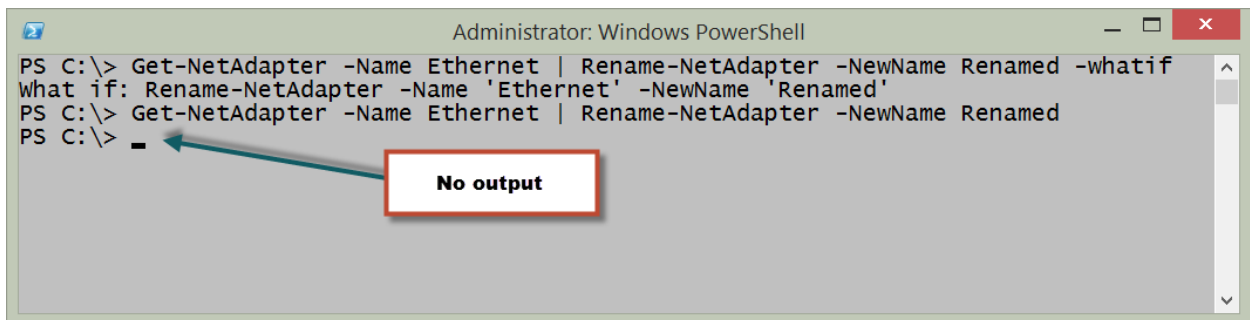 Administrator: Windows PowerShell
PS C:\> Get-NetAdapter -Name Ethernet | Rename-NetAdapter -NewName Renamed -whatif
What if: Rename-NetAdapter -Name 'Ethernet' -NewName 'Renamed'
PS C:\> Get-NetAdapter -Name Ethernet | Rename-NetAdapter -NewName Renamed
PS C:\> _
No output